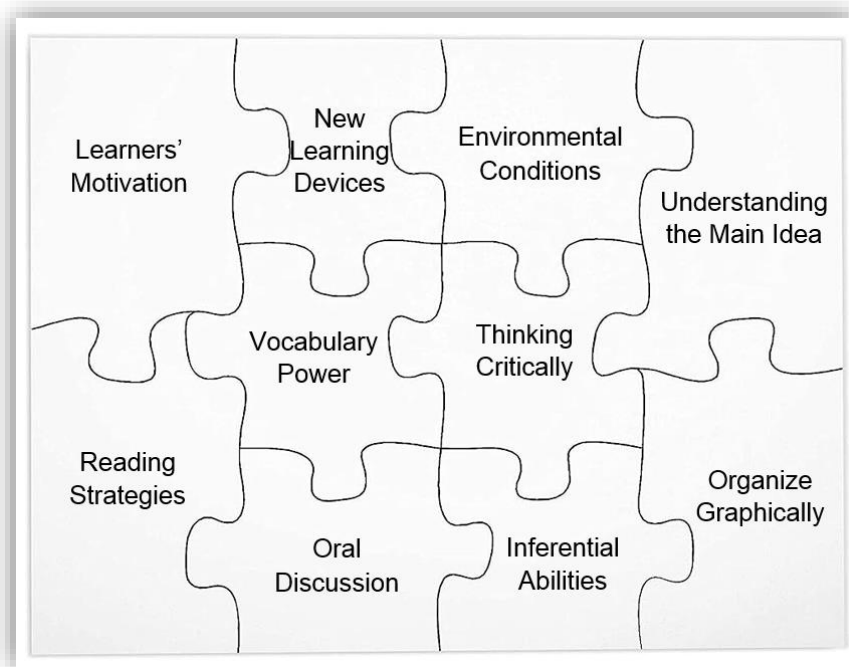 Learners’
Motivation
New
Learning
Devices
Environmental
Conditions
Understanding
the Main Idea
Vocabulary
Power
Thinking
Critically
Reading
Strategies
Oral
Discussion
Inferential
Abilities
Organize
Graphically